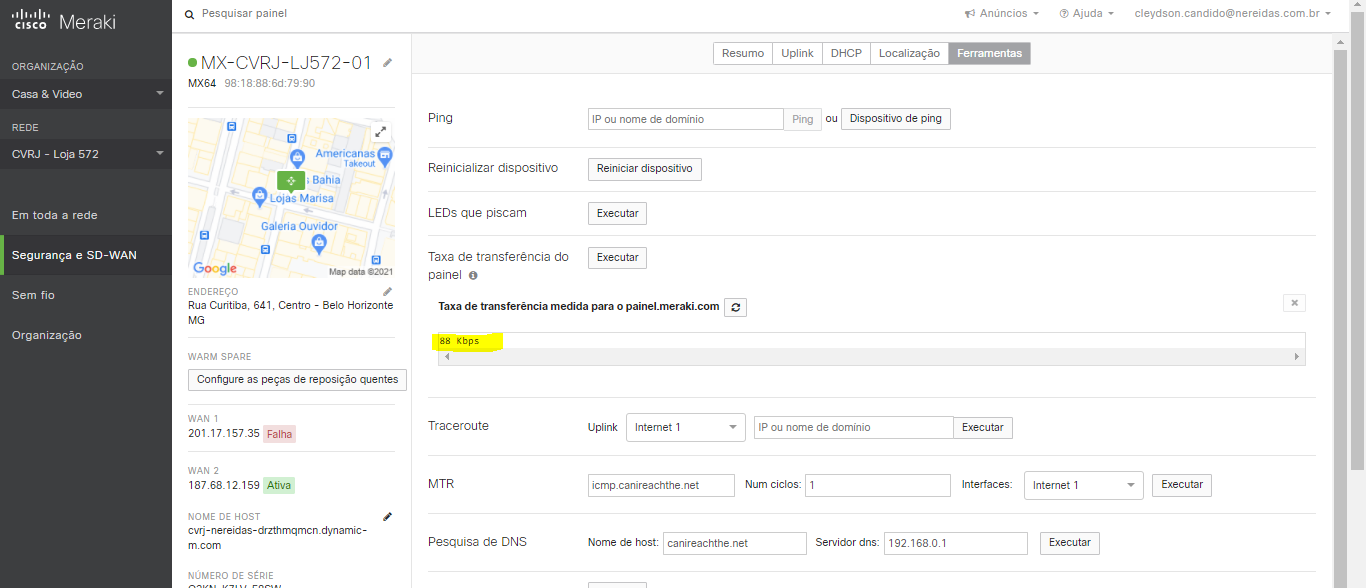 CISCO Meraki
Pesquisar painel
Anúncios
Ajuda
cleydson.candido@nereidas.com.br
ORGANIZAÇÃO
Casa & Video
REDE
CVRJ - Loja 572
Em toda a rede
Segurança e SD-WAN
Sem fio
Organização
MX-CVRJ-LJ572-01
MX64 98:18:88:6d:79:90
Americanas
Takeout
Bahia
Lojas Marisa
Galeria Ouvidor
Google
Map data ©2021
ENDEREÇO
Rua Curitiba, 641, Centro - Belo Horizonte
MG
WARM SPARE
Configure as peças de reposição quentes
WAN 1
201.17.157.35 Falha
WAN 2
187.68.12.159 Ativa
NOME DE HOST
cvrj-nereidas-drzthmqmcn.dynamic-
m.com
NÚMERO DE SÉRIE
Resumo Uplink DHCP Localização Ferramentas
Ping IP ou nome de domínio Ping ou Dispositivo de ping
Reinicializar dispositivo Reiniciar dispositivo
LEDs que piscam Executar
Taxa de transferência do
painel Executar
Taxa de transferência medida para o painel.meraki.com
88 Kbps
Traceroute Uplink Internet 1 IP ou nome de domínio Executar
MTR icmp.canireachthe.net Num ciclos: 1 Interfaces: Internet 1 Executar
Pesquisa de DNS Nome de host: canireachthe.net Servidor dns: 192.168.0.1 Executar